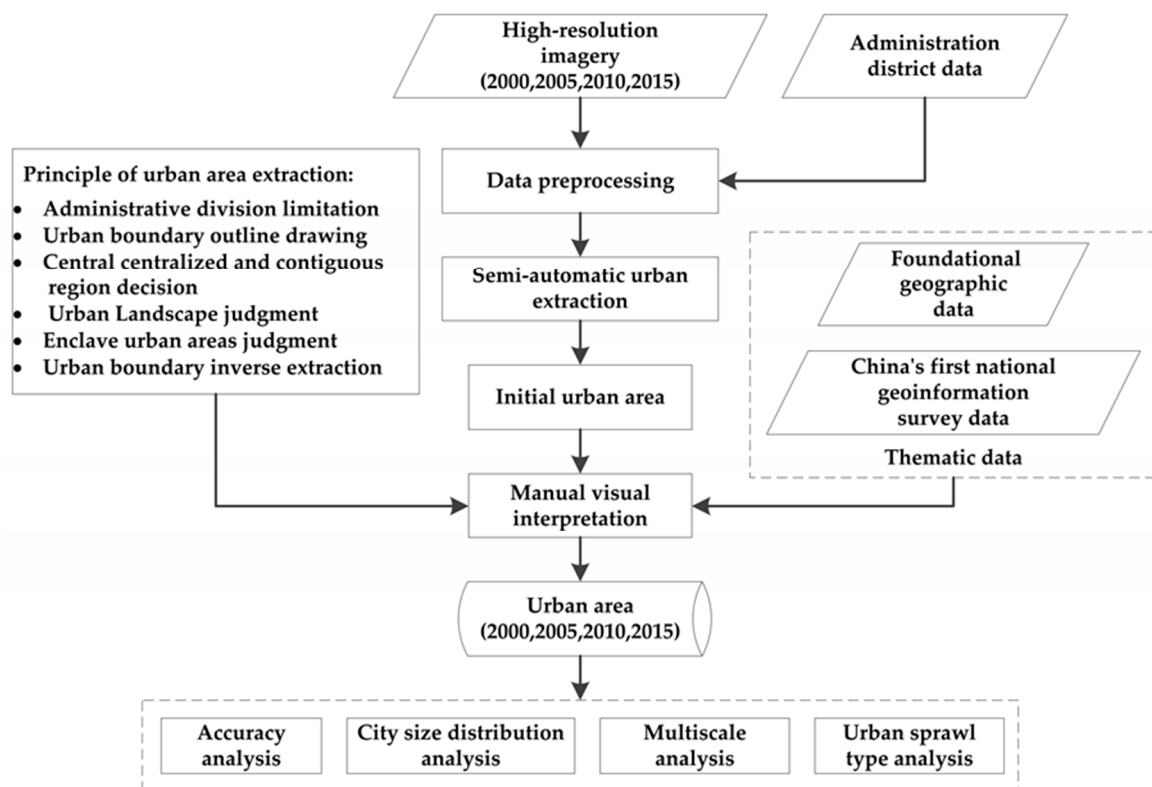 High-resolution
imagery
(2000,2005,2010,2015)
Administration
district data
Principle of urban area extraction:
• Administrative division limitation
• Urban boundary outline drawing
• Central centralized and contiguous
region decision
• Urban Landscape judgment
• Enclave urban areas judgment
• Urban boundary inverse extraction
Data preprocessing
Semi-automatic urban
extraction
Initial urban area
Foundational
geographic
data
China's first national
geoinformation
survey data
Thematic data
Manual visual
interpretation
Urban area
(2000,2005,2010,2015)
Accuracy
analysis
City size distribution
analysis
Multiscale
analysis
Urban sprawl
type analysis